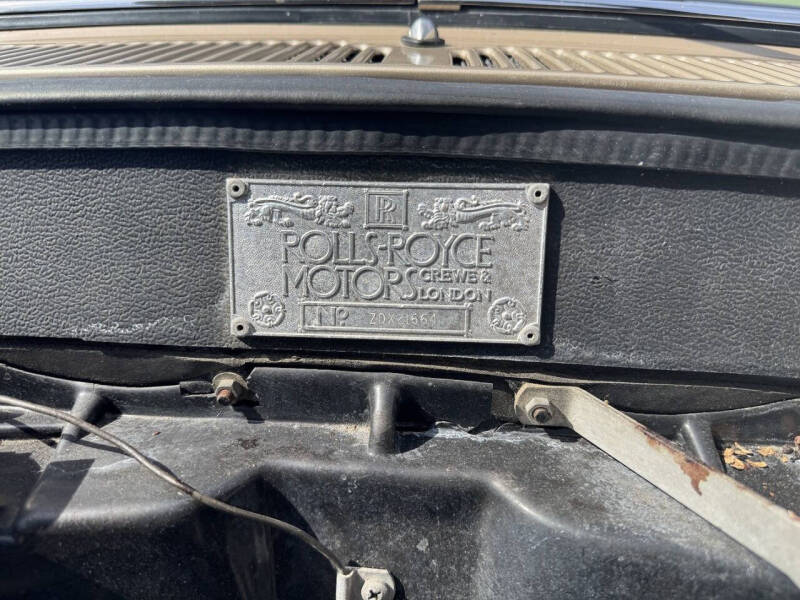 RR
ROLLS-ROYCE
MOTORS CREWE &
LONDON
Nº